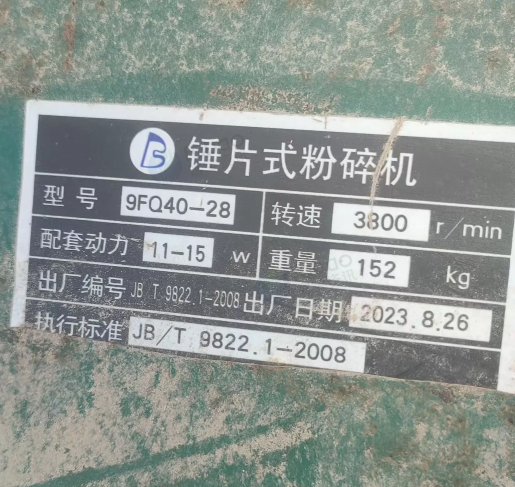 锤片式粉碎机
型号 9FQ40-28 转速 3800 r/min
配套动力 11-15 w 重量 152 kg
出厂编号 JB T 9822.1-2008 出厂日期 2023.8.26
执行标准 JB/T 9822.1-2008